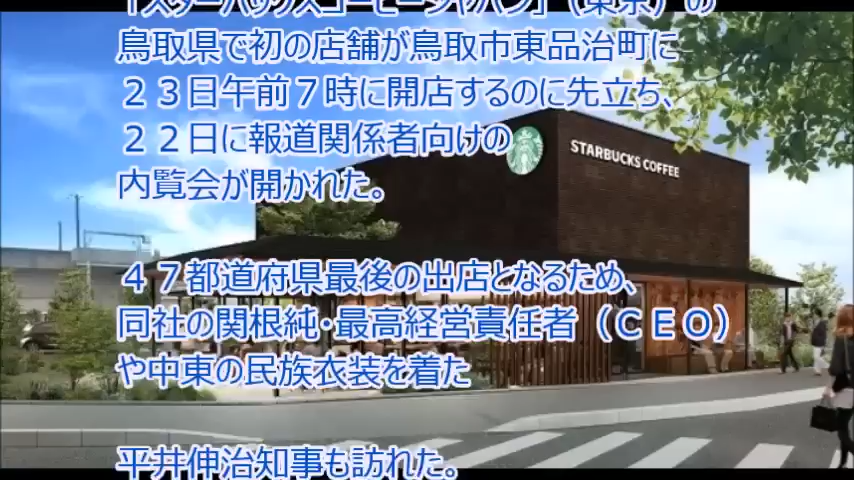 「スターバックスコーヒージャパン」（東京）の
鳥取県で初の店舗が鳥取市東品治町に
２３日午前７時に開店するのに先立ち、
２２日に報道関係者向けの
内覧会が開かれた。
STARBUCKS COFFEE
４７都道府県最後の出店となるため、
同社の関根純・最高経営責任者（ＣＥＯ）
や中東の民族衣装を着た
平井伸治知事も訪れた。